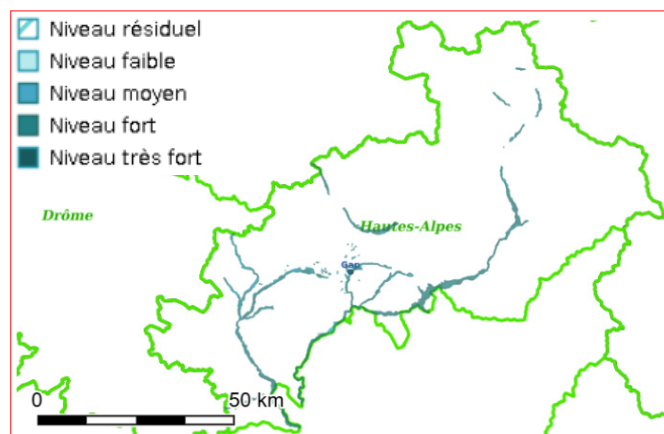 Niveau résiduel
Niveau faible
Niveau moyen
Niveau fort
Niveau très fort
Drôme
Hautes-Alpes
Gap
0 50 km